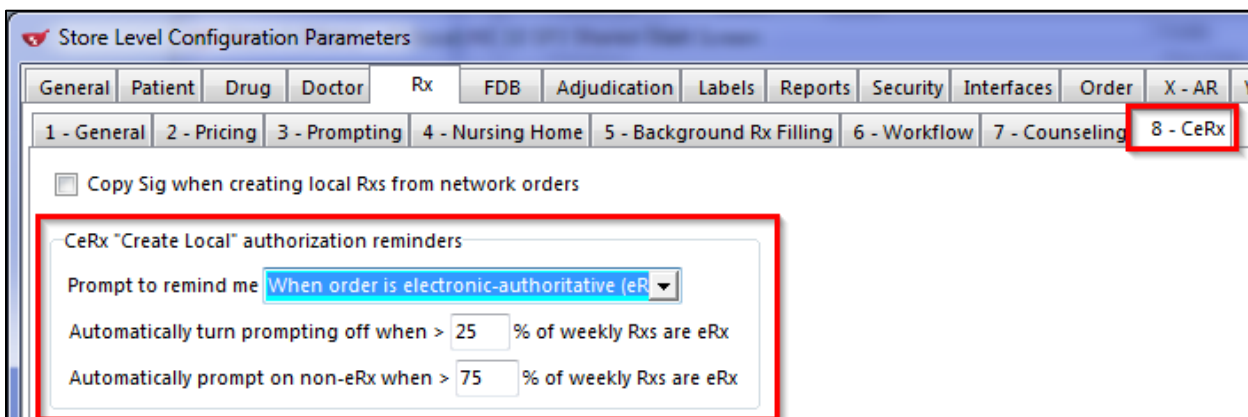 Store Level Configuration Parameters
General Patient Drug Doctor Rx FDB Adjudication Labels Reports Security Interfaces Order X - AR
1 - General 2 - Pricing 3 - Prompting 4 - Nursing Home 5 - Background Rx Filling 6 - Workflow 7 - Counseling 8 - CeRx
Copy Sig when creating local Rxs from network orders
CeRx "Create Local" authorization reminders
Prompt to remind me When order is electronic-authoritative (eR
Automatically turn prompting off when > 25 % of weekly Rxs are eRx
Automatically prompt on non-eRx when > 75 % of weekly Rxs are eRx